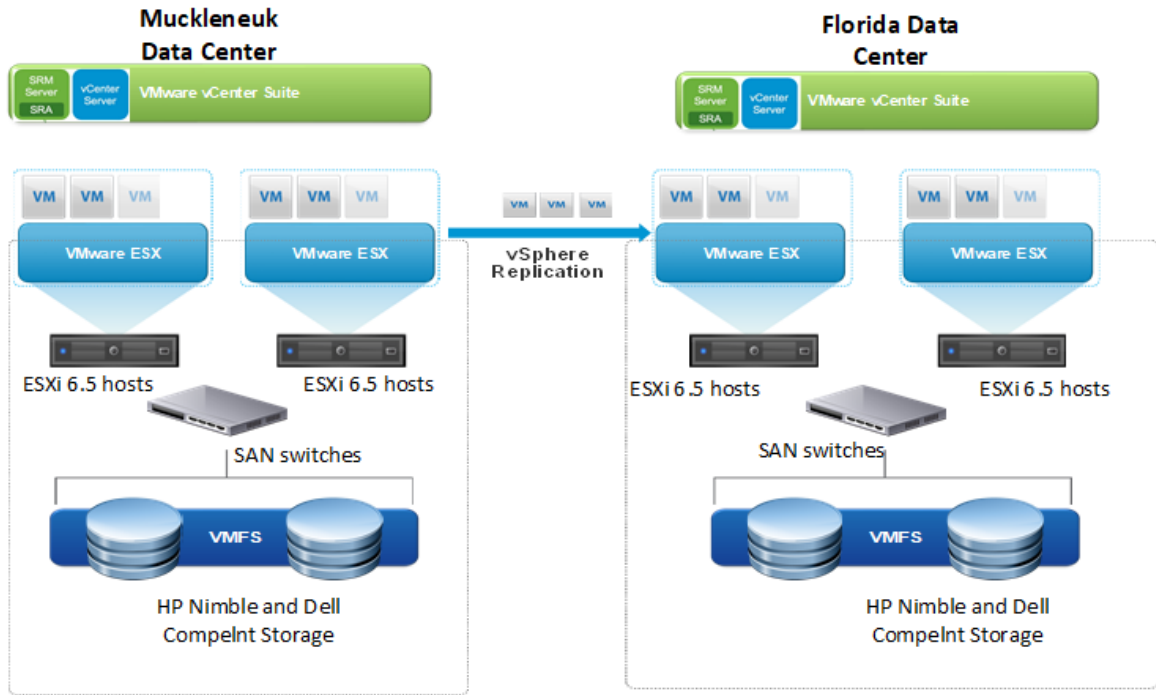 Muckleneuk
Data Center
SRM
Server
SRA
vCenter
Server
VMware vCenter Suite
VM
VM
VM
VM
VM
VM
VMware ESX
VMware ESX
ESXi 6.5 hosts
ESXi 6.5 hosts
SAN switches
VMFS
HP Nimble and Dell
Compelnt Storage
VM
VM
VM
vSphere
Replication
Florida Data
Center
SRM
Server
SRA
vCenter
Server
VMware vCenter Suite
VM
VM
VM
VM
VM
VM
VMware ESX
VMware ESX
ESXi 6.5 hosts
ESXi 6.5 hosts
SAN switches
VMFS
HP Nimble and Dell
Compelnt Storage